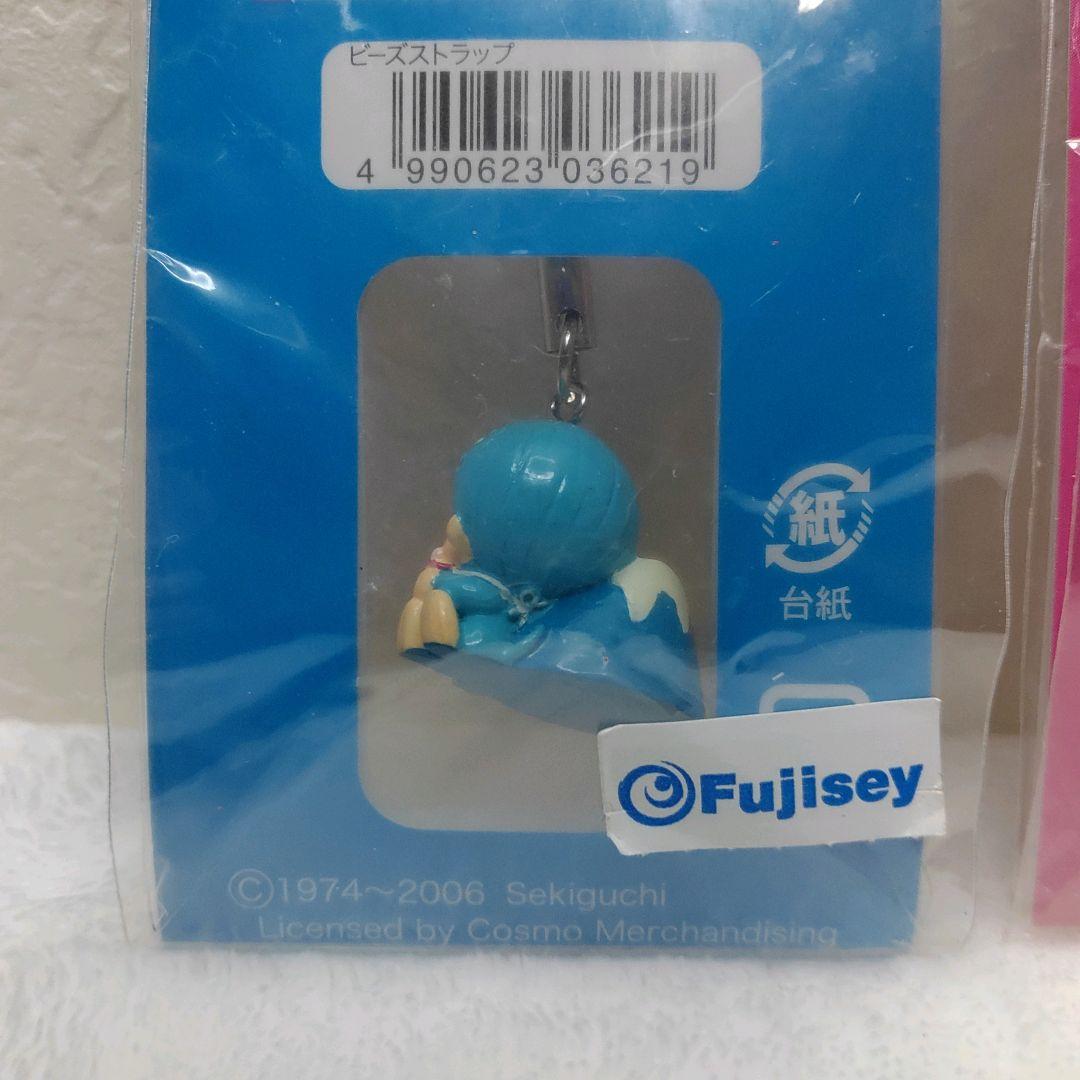 ビーズストラップ
4 990623 036219
紙
台紙
Fujisey
©1974～2006 Sekiguchi
Licensed by Cosmo Merchandising